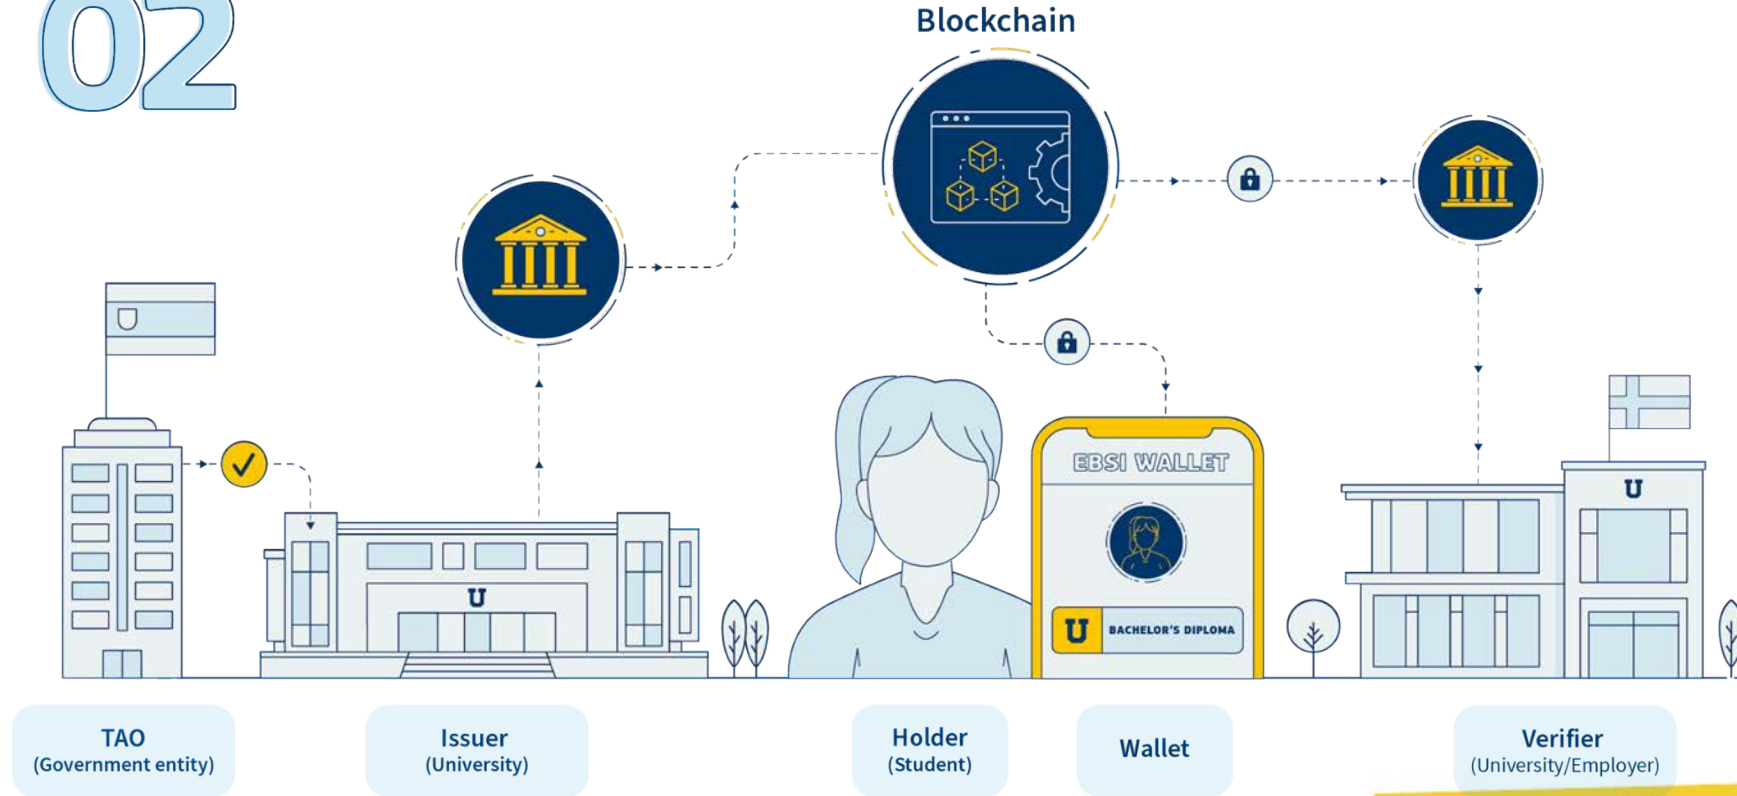 02
Blockchain
EBSI WALLET
U
U
U BACHELOR'S DIPLOMA
TAO
(Government entity)
Issuer
(University)
Holder
(Student)
Wallet
Verifier
(University/Employer)